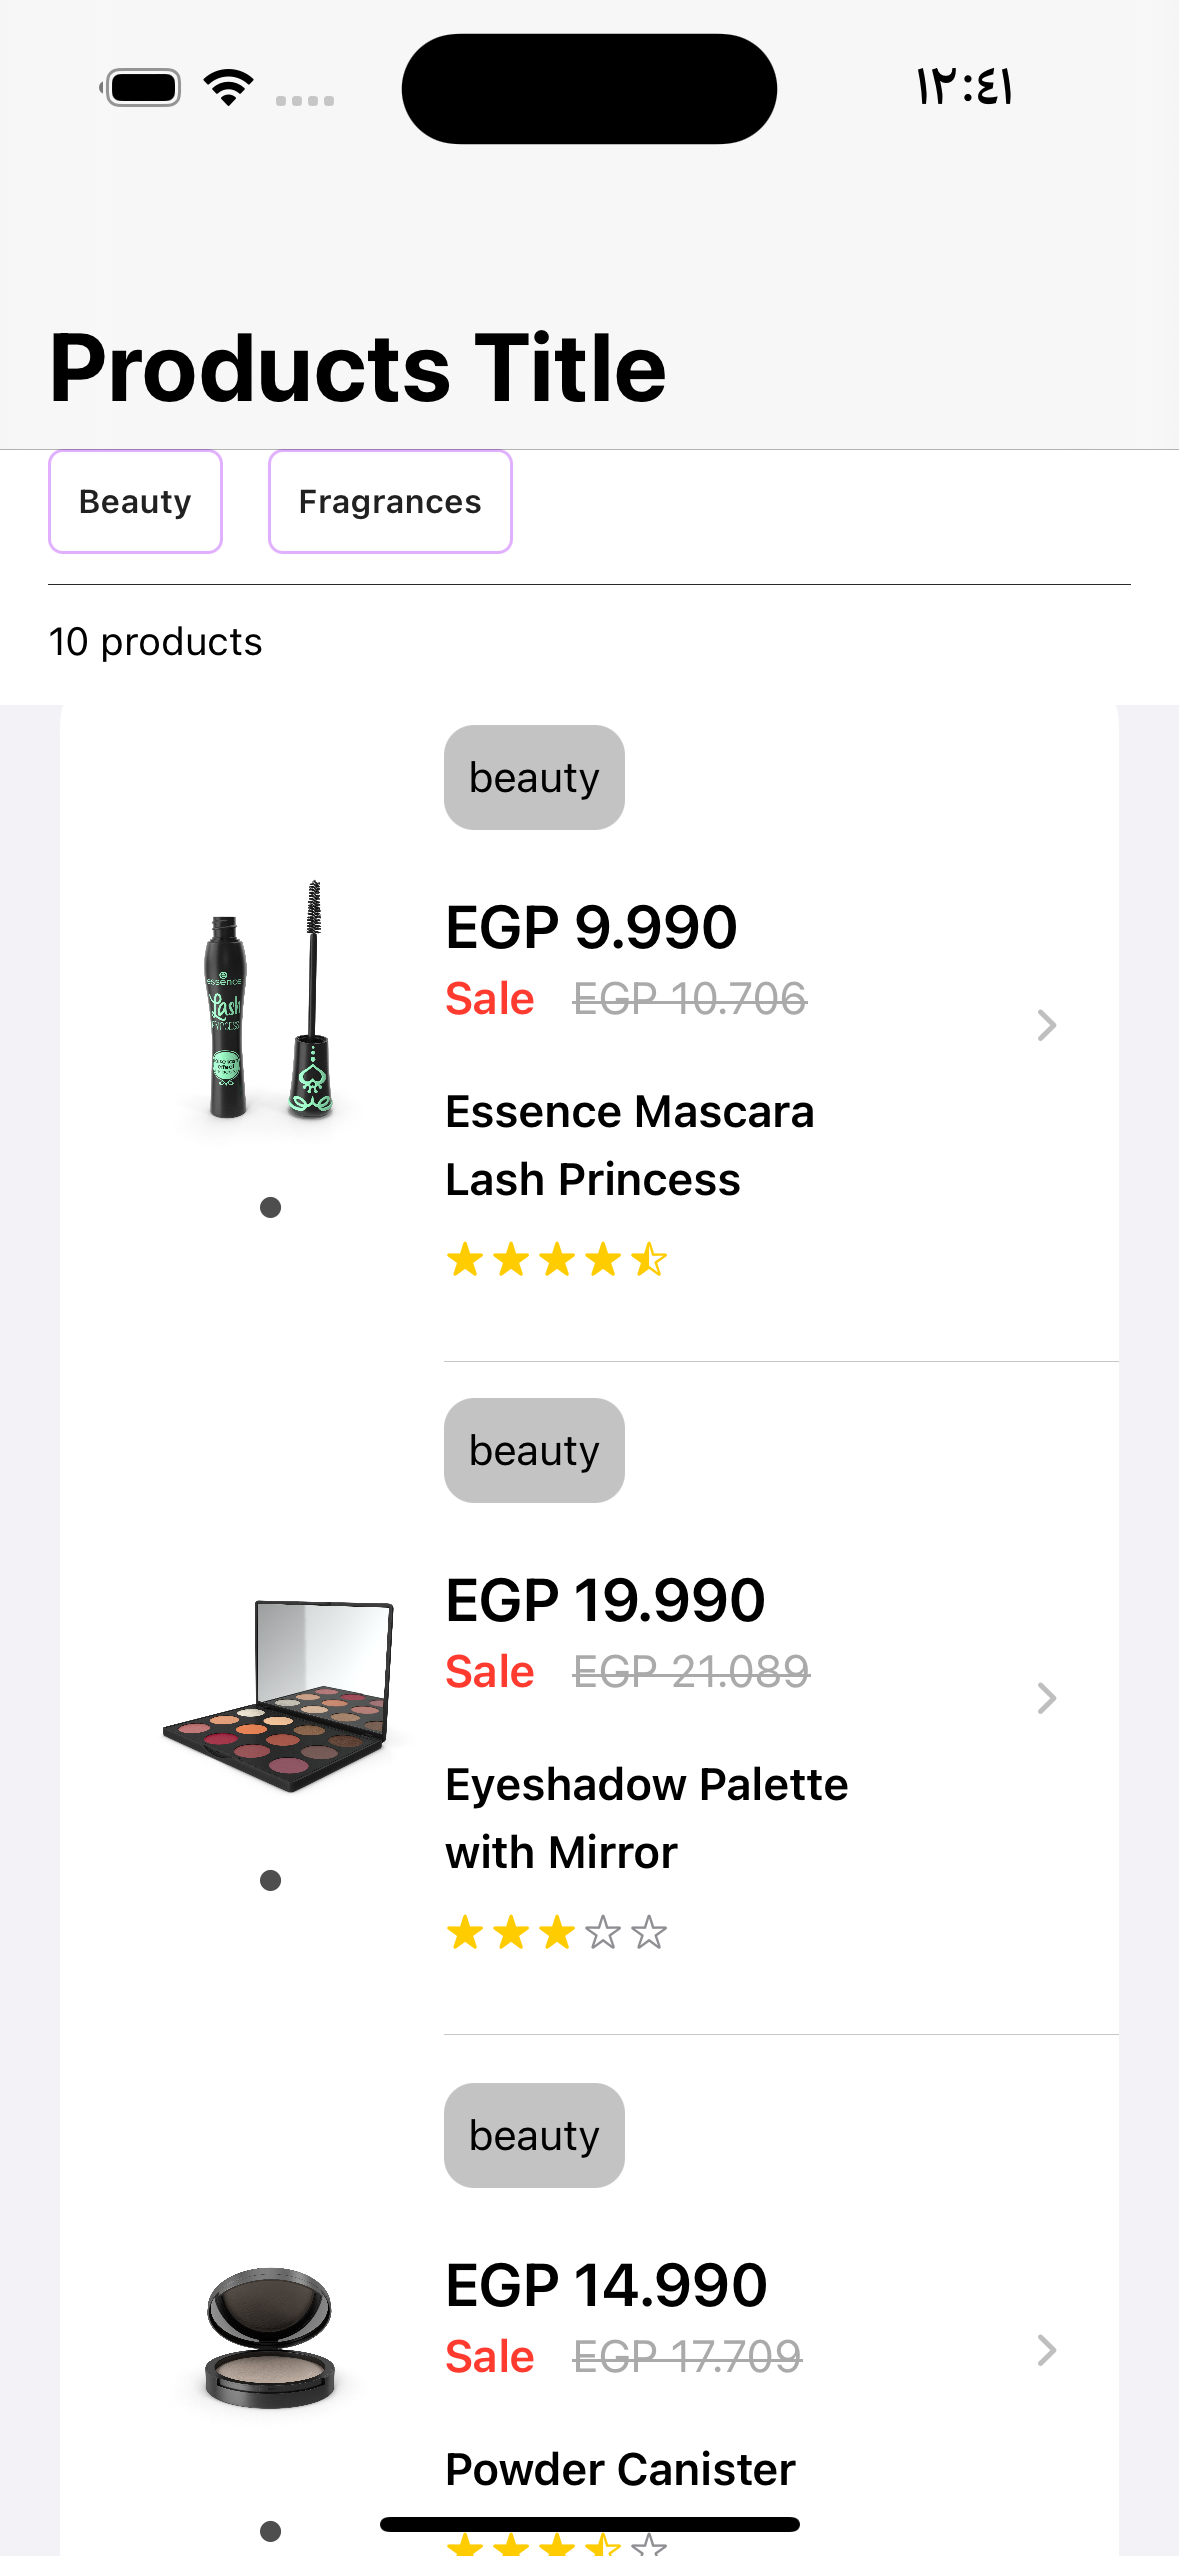 ١٢:٤١
Products Title
Beauty
Fragrances
10 products
beauty
EGP 9.990
Sale EGP 10.706
essence
Lash
Essence Mascara
Lash Princess
beauty
EGP 19.990
Sale EGP 21.089
Eyeshadow Palette
with Mirror
beauty
EGP 14.990
Sale EGP 17.709
Powder Canister